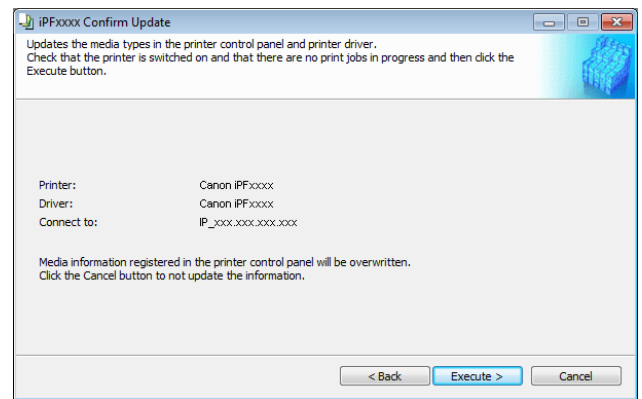 iPFxxxx Confirm Update
Updates the media types in the printer control panel and printer driver.
Check that the printer is switched on and that there are no print jobs in progress and then click the
Execute button.
Printer: Canon iPFxxxx
Driver: Canon iPFxxxx
Connect to: IP_xxx.xxx.xxx.xxx
Media information registered in the printer control panel will be overwritten.
Click the Cancel button to not update the information.
< Back Execute > Cancel